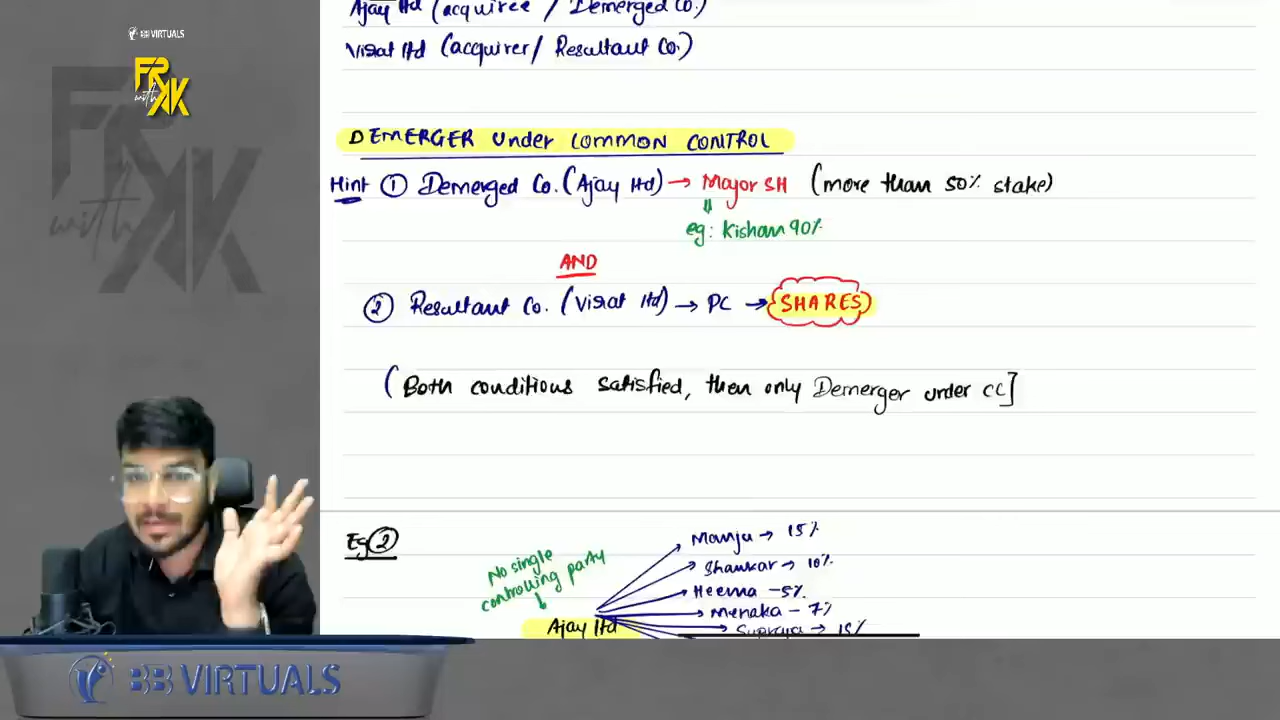 Ajay ltd (acquiree / Demerged Co.)
BB VIRTUALS
Virat ltd (acquirer/ Resultant Co.)
FR
with
KK
DEMERGER under COMMON CONTROL
Hint ① Demerged Co. (Ajay ltd) → Major SH (more than 50% stake)
eg: Kishan 90%
AND
② Resultant Co. (Virat ltd) → PC → SHARES
(Both conditions satisfied, then only Demerger under CC]
Eg ②
No single controlling party
Manju → 15%
Shankar → 10%
Heema - 5%
Menaka - 7%
Ajay ltd
BB VIRTUALS